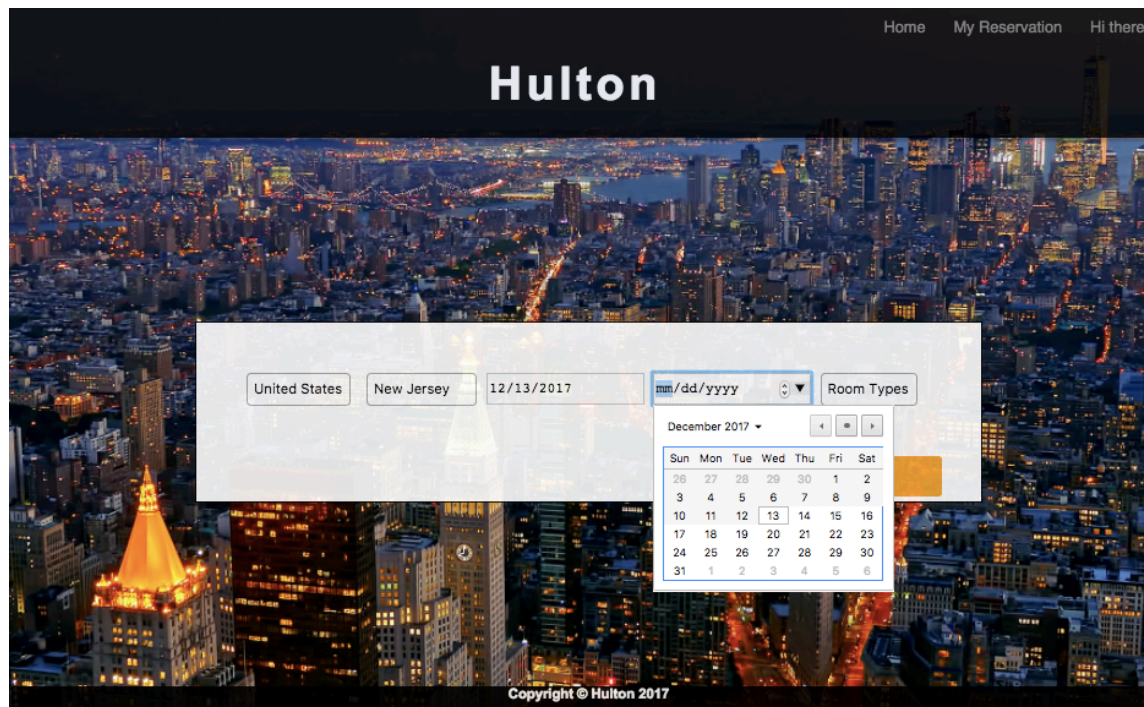 Home My Reservation Hi there
Hulton
United States New Jersey 12/13/2017 mm/dd/yyyy Room Types
December 2017
Sun Mon Tue Wed Thu Fri Sat
26 27 28 29 30 1 2
3 4 5 6 7 8 9
10 11 12 13 14 15 16
17 18 19 20 21 22 23
24 25 26 27 28 29 30
31 1 2 3 4 5 6
Copyright © Hulton 2017